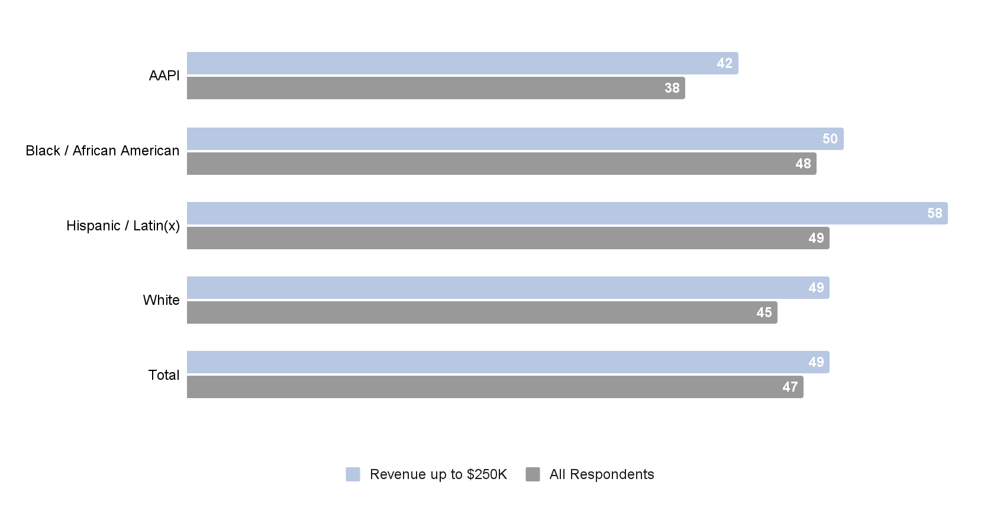 AAPI
42
38
Black / African American
50
48
Hispanic / Latin(x)
58
49
White
49
45
Total
49
47
Revenue up to $250K
All Respondents